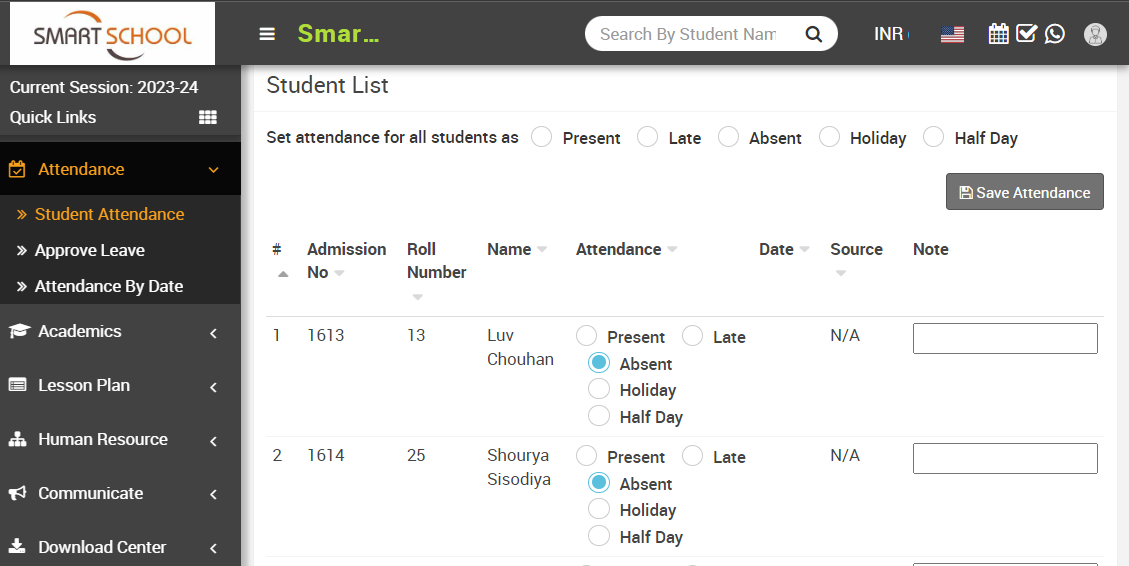 SMART SCHOOL
Smar...
Search By Student Nam
INR
Current Session: 2023-24
Quick Links
Attendance
Student Attendance
Approve Leave
Attendance By Date
Academics
Lesson Plan
Human Resource
Communicate
Download Center
Student List
Set attendance for all students as Present Late Absent Holiday Half Day
Save Attendance
# Admission No Roll Number Name Attendance Date Source Note
1 1613 13 Luv Chouhan Present Late N/A
Absent
Holiday
Half Day
2 1614 25 Shourya Sisodiya Present Late N/A
Absent
Holiday
Half Day